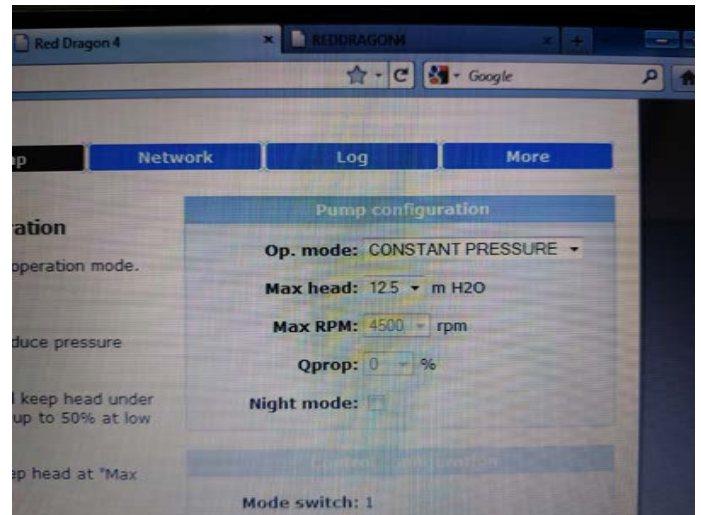 Red Dragon 4
REDDRAGON4
Google
Network
Log
More
ation
operation mode.
duce pressure
keep head under
up to 50% at low
head at "Max
Pump configuration
Op. mode: CONSTANT PRESSURE
Max head: 12.5 m H2O
Max RPM: 4500 rpm
Qprop: 0 %
Night mode:
Mode switch: 1